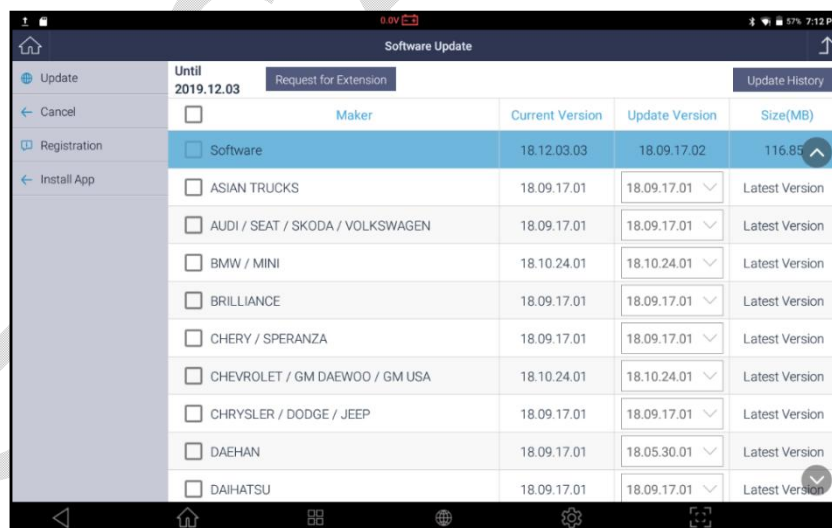 0.0V
57% 7:12 P
Software Update
Update
Cancel
Registration
Install App
Until
2019.12.03
Request for Extension
Update History
Maker Current Version Update Version Size(MB)
Software 18.12.03.03 18.09.17.02 116.85
ASIAN TRUCKS 18.09.17.01 18.09.17.01 Latest Version
AUDI / SEAT / SKODA / VOLKSWAGEN 18.09.17.01 18.09.17.01 Latest Version
BMW / MINI 18.10.24.01 18.10.24.01 Latest Version
BRILLIANCE 18.09.17.01 18.09.17.01 Latest Version
CHERY / SPERANZA 18.09.17.01 18.09.17.01 Latest Version
CHEVROLET / GM DAEWOO / GM USA 18.10.24.01 18.10.24.01 Latest Version
CHRYSLER / DODGE / JEEP 18.09.17.01 18.09.17.01 Latest Version
DAEHAN 18.09.17.01 18.05.30.01 Latest Version
DAIHATSU 18.09.17.01 18.09.17.01 Latest Version